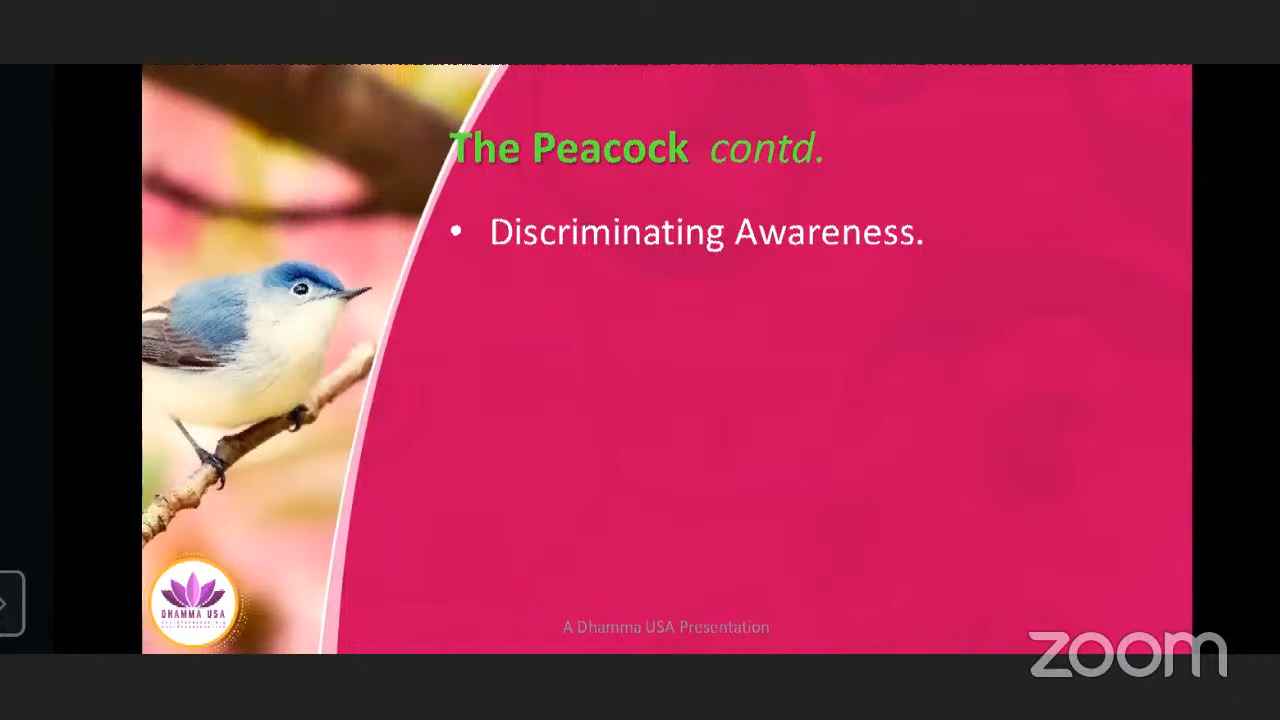 The Peacock contd.
• Discriminating Awareness.
DHAMMA USA
A Dhamma USA Presentation
zoom